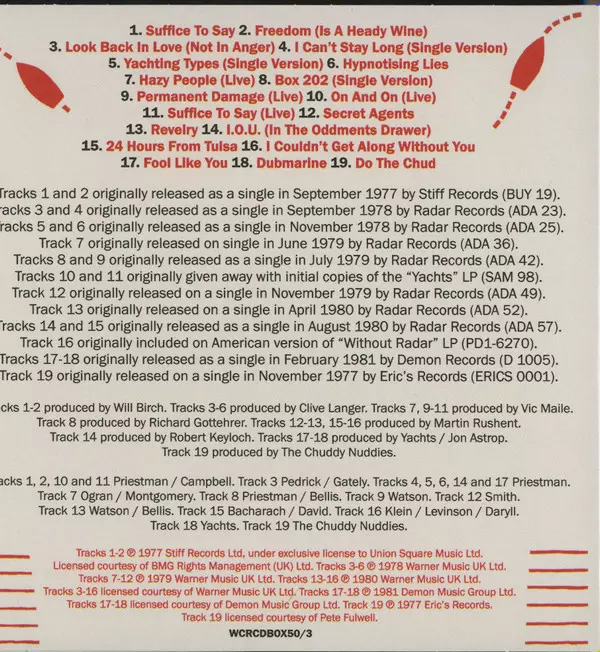 1. Suffice To Say 2. Freedom (Is A Heady Wine)
3. Look Back In Love (Not In Anger) 4. I Can't Stay Long (Single Version)
5. Yachting Types (Single Version) 6. Hypnotising Lies
7. Hazy People (Live) 8. Box 202 (Single Version)
9. Permanent Damage (Live) 10. On And On (Live)
11. Suffice To Say (Live) 12. Secret Agents
13. Revelry 14. I.O.U. (In The Oddments Drawer)
15. 24 Hours From Tulsa 16. I Couldn't Get Along Without You
17. Fool Like You 18. Dubmarine 19. Do The Chud
Tracks 1 and 2 originally released as a single in September 1977 by Stiff Records (BUY 19).
racks 3 and 4 originally released as a single in September 1978 by Radar Records (ADA 23).
racks 5 and 6 originally released as a single in November 1978 by Radar Records (ADA 25).
Track 7 originally released on single in June 1979 by Radar Records (ADA 36).
Tracks 8 and 9 originally released as a single in July 1979 by Radar Records (ADA 42).
Tracks 10 and 11 originally given away with initial copies of the "Yachts" LP (SAM 98).
Track 12 originally released on a single in November 1979 by Radar Records (ADA 49).
Track 13 originally released on a single in April 1980 by Radar Records (ADA 52).
Tracks 14 and 15 originally released as a single in August 1980 by Radar Records (ADA 57).
Track 16 originally included on American version of "Without Radar" LP (PD1-6270).
Tracks 17-18 originally released as a single in February 1981 by Demon Records (D 1005).
Track 19 originally released on a single in November 1977 by Eric's Records (ERICS 0001).
cks 1-2 produced by Will Birch. Tracks 3-6 produced by Clive Langer. Tracks 7, 9-11 produced by Vic Maile.
Track 8 produced by Richard Gottehrer. Tracks 12-13, 15-16 produced by Martin Rushent.
Track 14 produced by Robert Keyloch. Tracks 17-18 produced by Yachts / Jon Astrop.
Track 19 produced by The Chuddy Nuddies.
acks 1, 2, 10 and 11 Priestman / Campbell. Track 3 Pedrick / Gately. Tracks 4, 5, 6, 14 and 17 Priestman.
Track 7 Ogran / Montgomery. Track 8 Priestman / Bellis. Track 9 Watson. Track 12 Smith.
Track 13 Watson / Bellis. Track 15 Bacharach / David. Track 16 Klein / Levinson / Daryll.
Track 18 Yachts. Track 19 The Chuddy Nuddies.
Tracks 1-2 ℗ 1977 Stiff Records Ltd, under exclusive license to Union Square Music Ltd.
Licensed courtesy of BMG Rights Management (UK) Ltd. Tracks 3-6 ℗ 1978 Warner Music UK Ltd.
Tracks 7-12 ℗ 1979 Warner Music UK Ltd. Tracks 13-16 ℗ 1980 Warner Music UK Ltd.
Tracks 3-16 licensed courtesy of Warner Music UK Ltd. Tracks 17-18 ℗ 1981 Demon Music Group Ltd.
Tracks 17-18 licensed courtesy of Demon Music Group Ltd. Track 19 ℗ 1977 Eric's Records.
Track 19 licensed courtesy of Pete Fulwell.
WCRCDBOX50/3